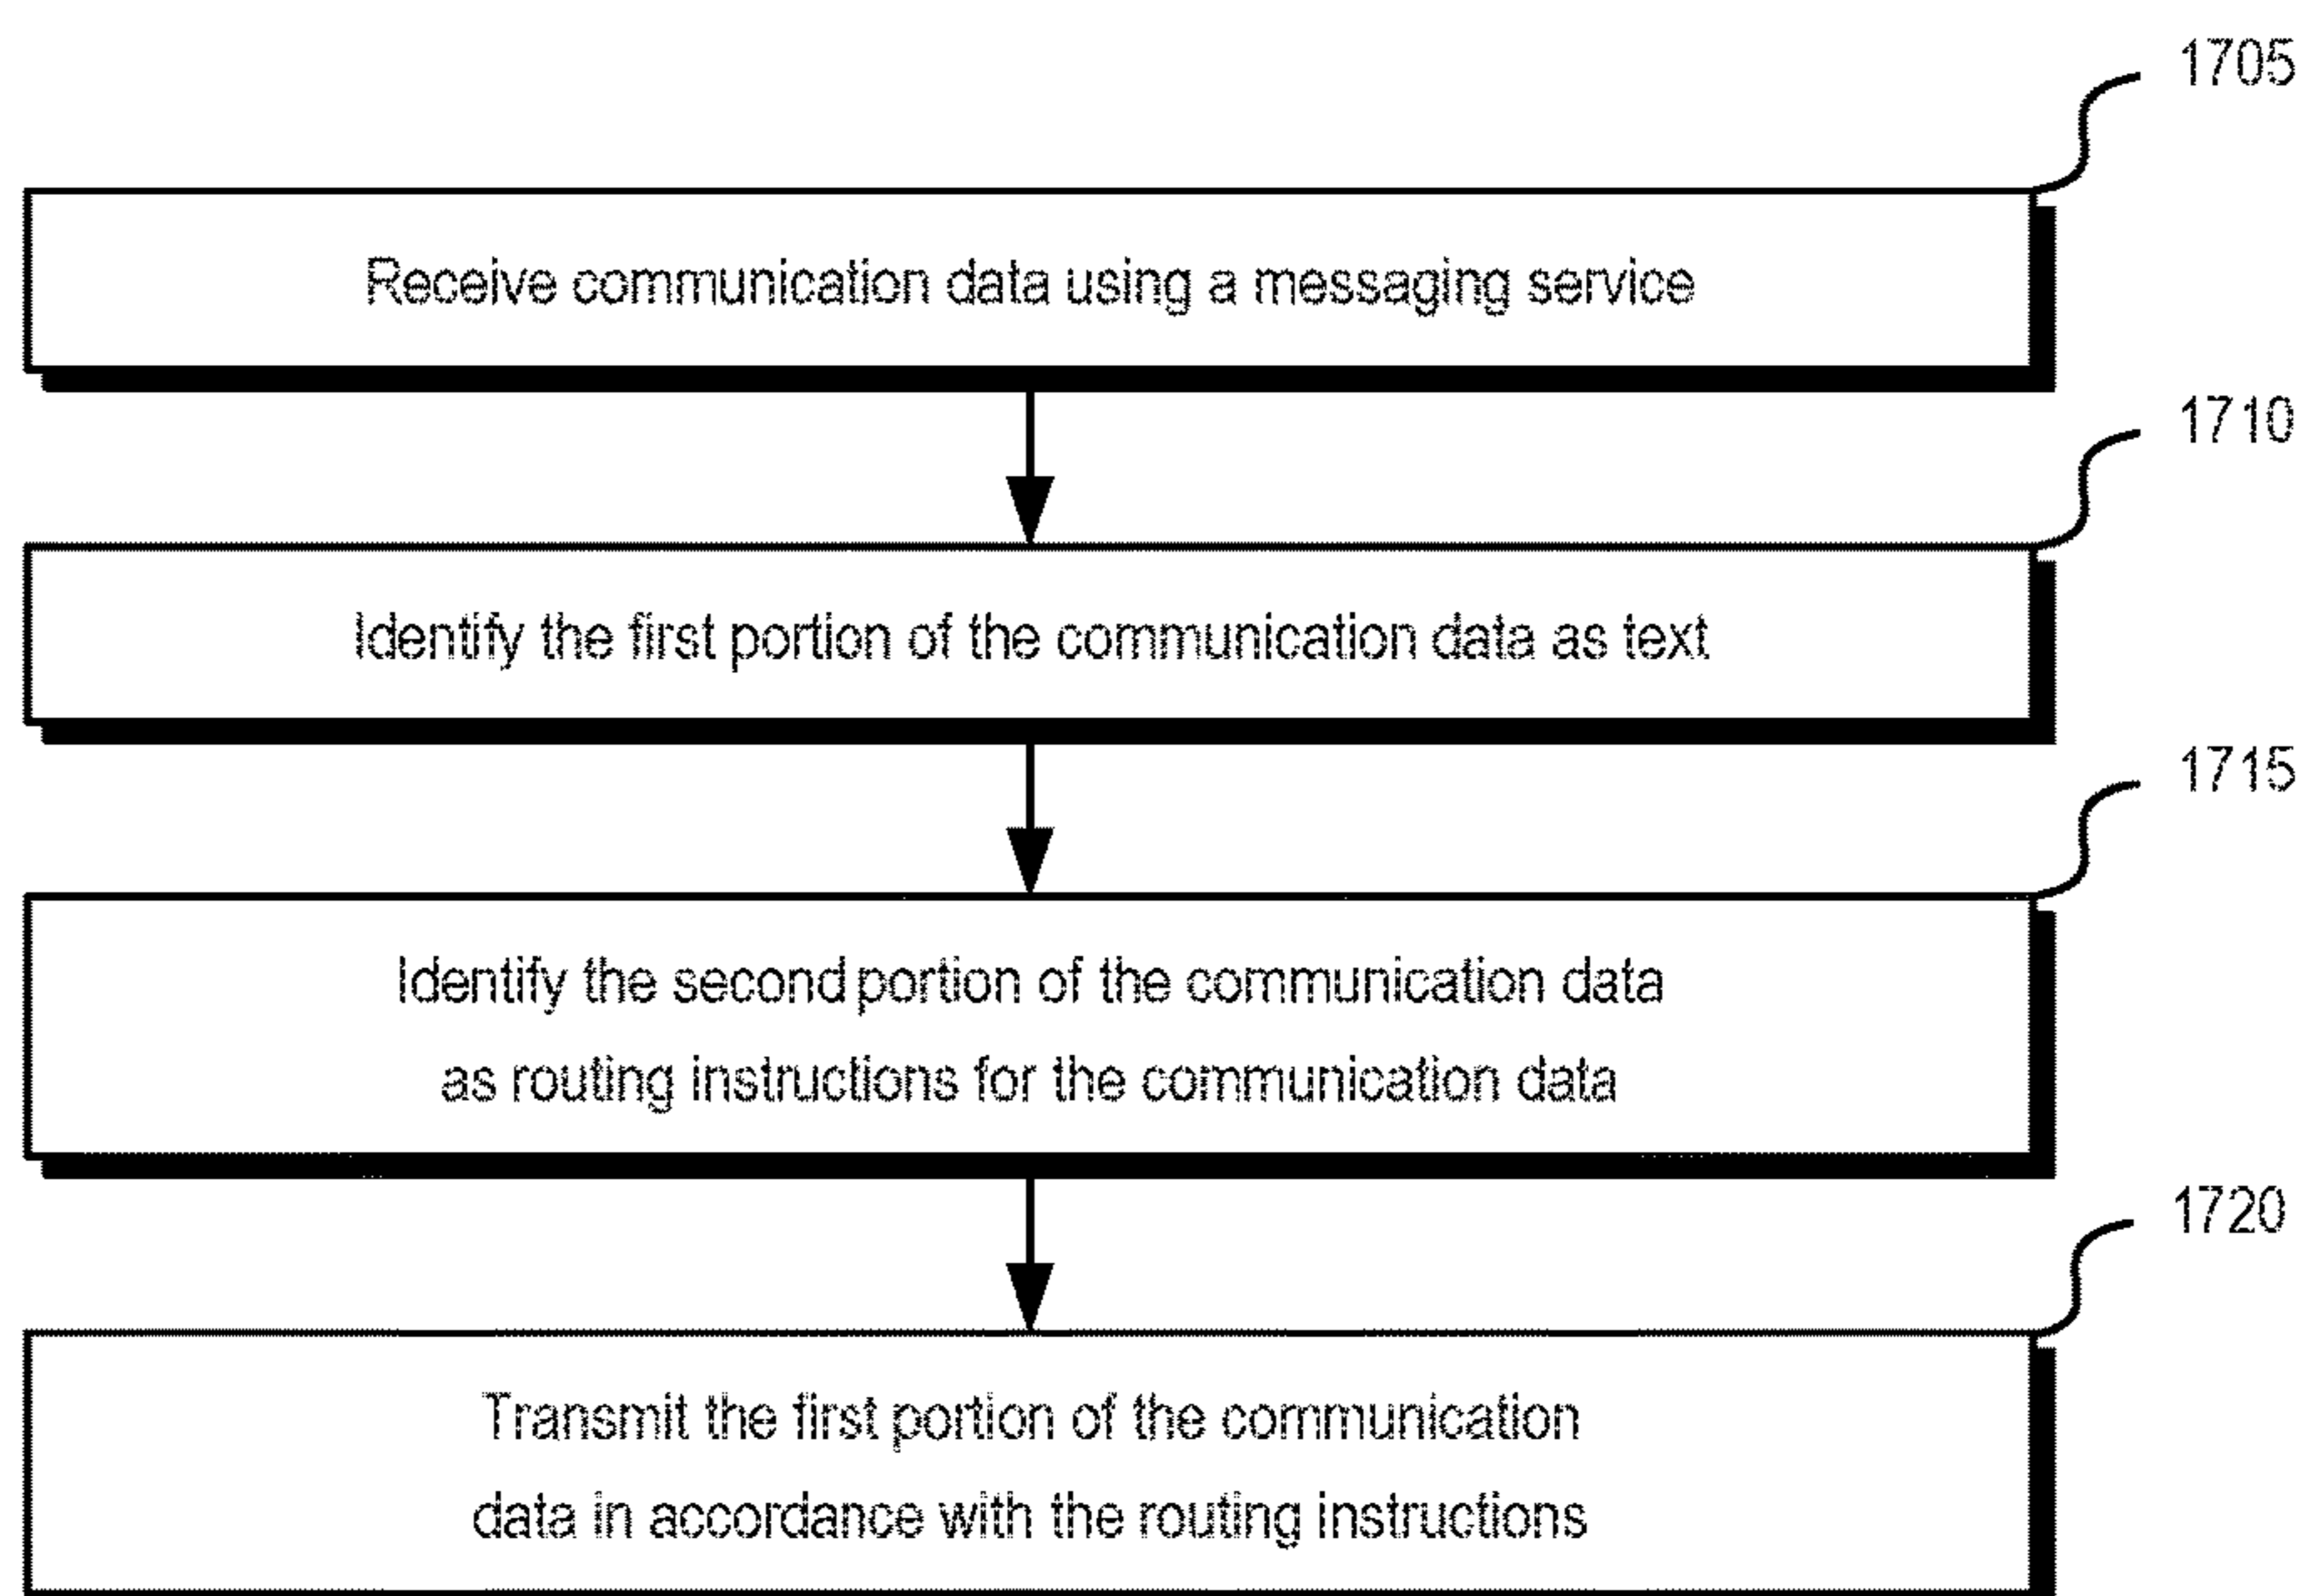 1705
Receive communication data using a messaging service
1710
Identify the first portion of the communication data as text
1715
Identify the second portion of the communication data
as routing instructions for the communication data
1720
Transmit the first portion of the communication
data in accordance with the routing instructions